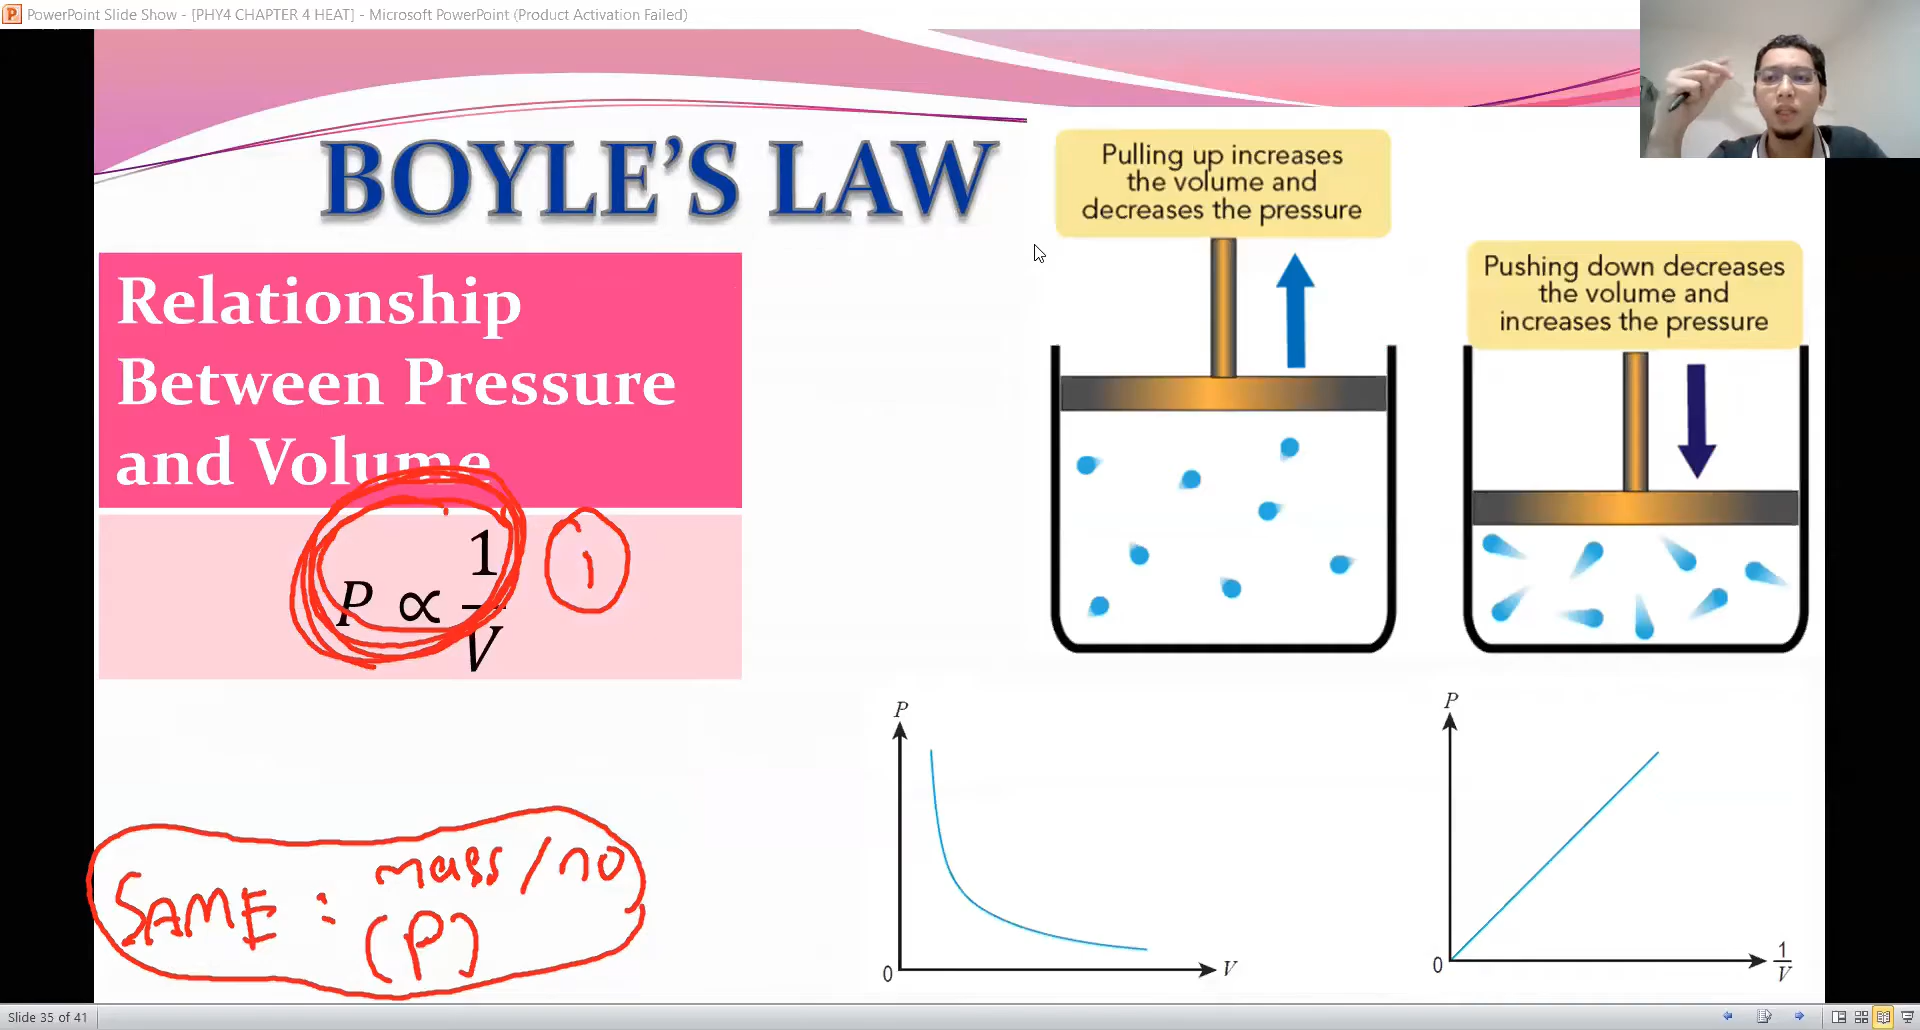 PowerPoint Slide Show - [PHY4 CHAPTER 4 HEAT] - Microsoft PowerPoint (Product Activation Failed)
BOYLE'S LAW
Relationship
Between Pressure
and Volume
P ∝ 1/V
1
SAME : mass / no
(P)
Pulling up increases
the volume and
decreases the pressure
Pushing down decreases
the volume and
increases the pressure
P
0
V
P
0
1/V
Slide 35 of 41